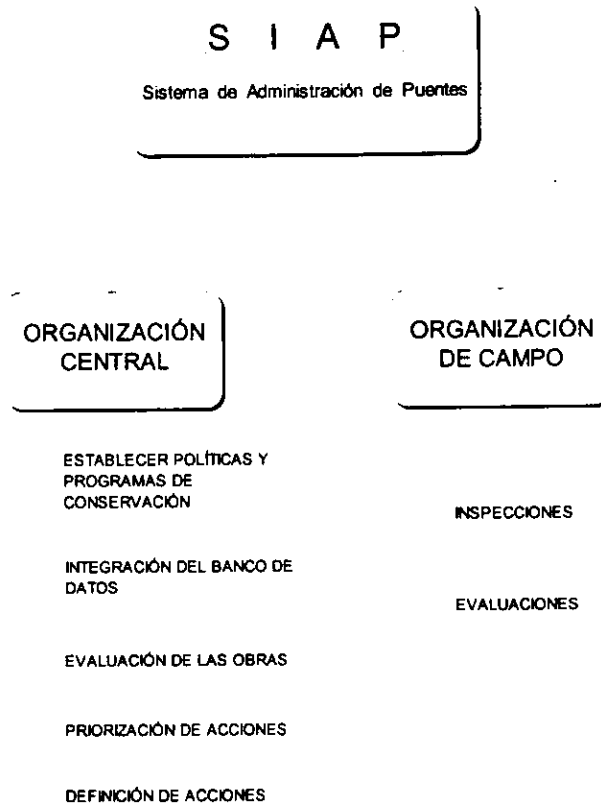 S I A P
Sistema de Administración de Puentes
ORGANIZACIÓN
CENTRAL
ESTABLECER POLÍTICAS Y
PROGRAMAS DE
CONSERVACIÓN
INTEGRACIÓN DEL BANCO DE
DATOS
EVALUACIÓN DE LAS OBRAS
PRIORIZACIÓN DE ACCIONES
DEFINICIÓN DE ACCIONES
ORGANIZACIÓN
DE CAMPO
INSPECCIONES
EVALUACIONES